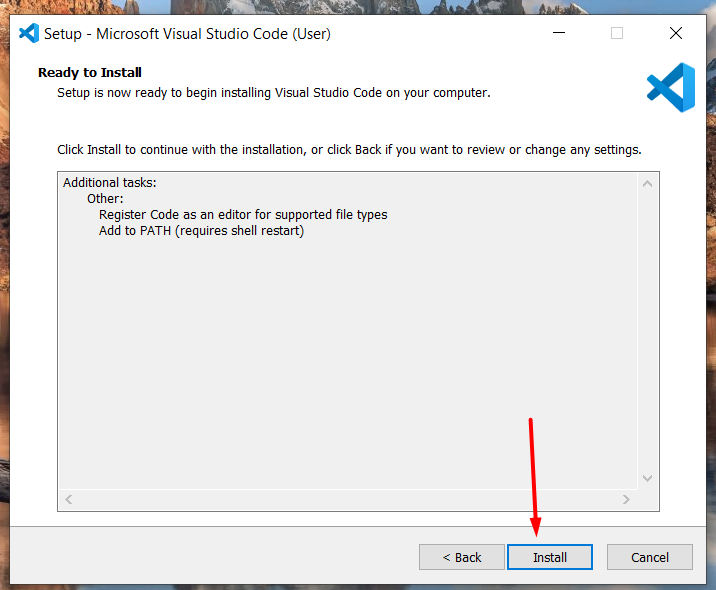 Setup - Microsoft Visual Studio Code (User)
Ready to Install
Setup is now ready to begin installing Visual Studio Code on your computer.
Click Install to continue with the installation, or click Back if you want to review or change any settings.
Additional tasks:
Other:
Register Code as an editor for supported file types
Add to PATH (requires shell restart)
< Back
Install
Cancel